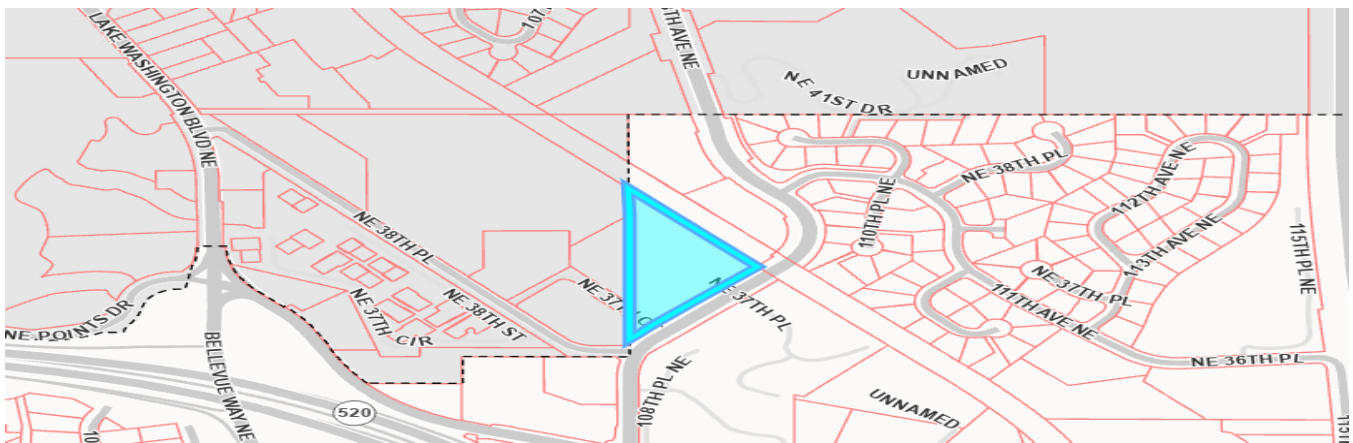 LAKE WASHINGTON BLVD NE
UNNAMED
NE 41ST DR
NE 38TH PL
112TH AVE NE
110TH PL NE
NE 38TH PL
113TH AVE NE
115TH PL NE
NE 37TH PL
NE 37TH PL
111TH AVE NE
NE 38TH ST
NE 37TH
CIR
NE POINTS DR
BELLEVUE WAY NE
NE 36TH PL
108TH PL NE
UNNAMED
520